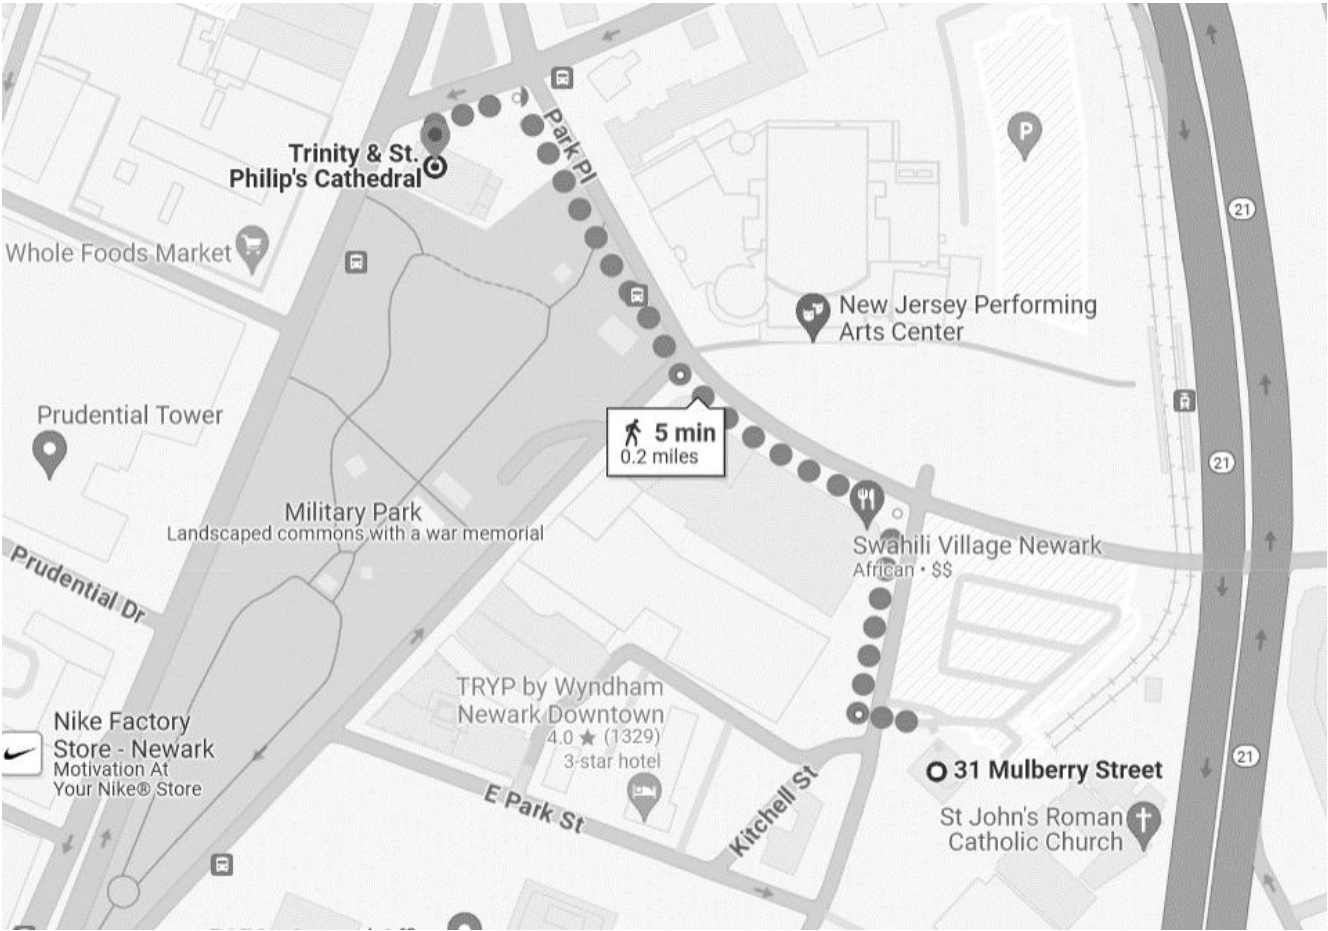 Park Pl
P
Trinity & St.
Philip's Cathedral
21
Whole Foods Market
New Jersey Performing
Arts Center
Prudential Tower
5 min
0.2 miles
21
Military Park
Landscaped commons with a war memorial
Swahili Village Newark
African • $$
Prudential Dr
TRYP by Wyndham
Newark Downtown
4.0 ★ (1329)
3-star hotel
Nike Factory
Store - Newark
Motivation At
Your Nike® Store
21
31 Mulberry Street
E Park St
Kitchell St
St John's Roman
Catholic Church